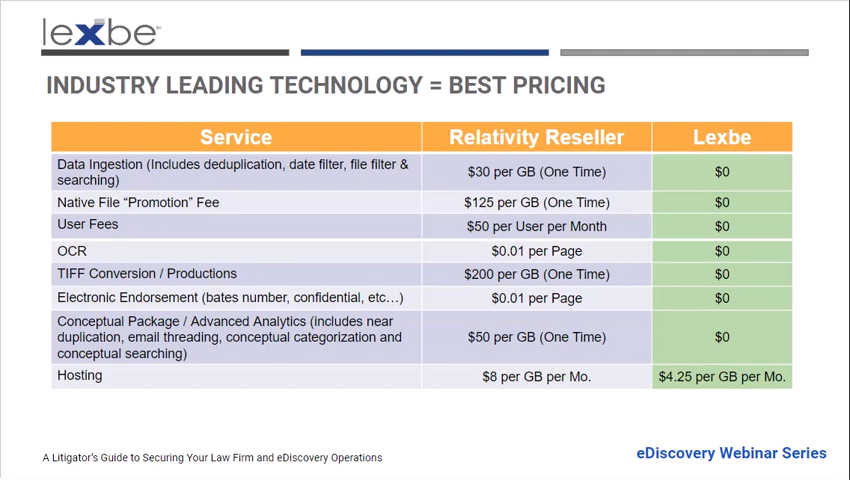 lexbe
INDUSTRY LEADING TECHNOLOGY = BEST PRICING
Service Relativity Reseller Lexbe
Data Ingestion (Includes deduplication, date filter, file filter &
searching) $30 per GB (One Time) $0
Native File “Promotion” Fee $125 per GB (One Time) $0
User Fees $50 per User per Month $0
OCR $0.01 per Page $0
TIFF Conversion / Productions $200 per GB (One Time) $0
Electronic Endorsement (bates number, confidential, etc…) $0.01 per Page $0
Conceptual Package / Advanced Analytics (includes near
duplication, email threading, conceptual categorization and
conceptual searching) $50 per GB (One Time) $0
Hosting $8 per GB per Mo. $4.25 per GB per Mo.
A Litigator’s Guide to Securing Your Law Firm and eDiscovery Operations
eDiscovery Webinar Series